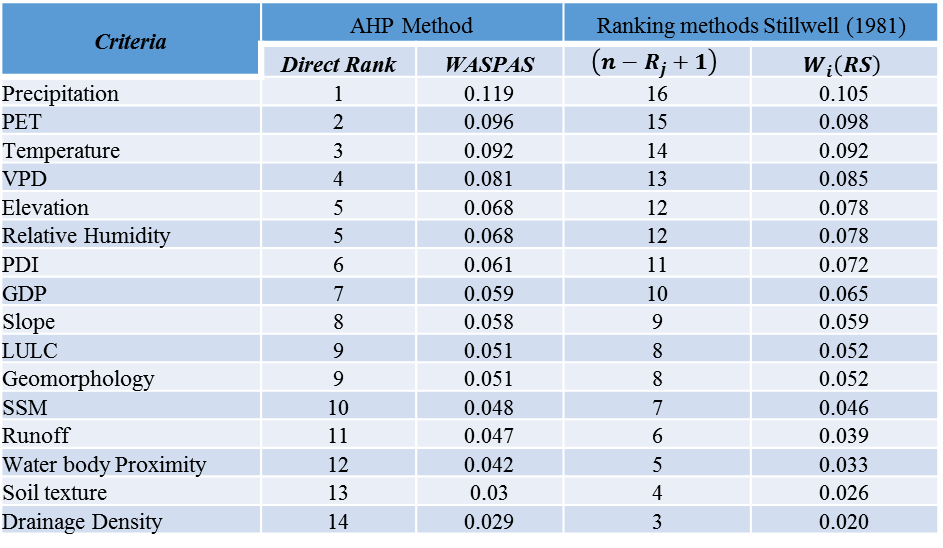 Criteria AHP Method Ranking methods Stillwell (1981)
Direct Rank WASPAS (n − R_j + 1) W_i(RS)
Precipitation 1 0.119 16 0.105
PET 2 0.096 15 0.098
Temperature 3 0.092 14 0.092
VPD 4 0.081 13 0.085
Elevation 5 0.068 12 0.078
Relative Humidity 5 0.068 12 0.078
PDI 6 0.061 11 0.072
GDP 7 0.059 10 0.065
Slope 8 0.058 9 0.059
LULC 9 0.051 8 0.052
Geomorphology 9 0.051 8 0.052
SSM 10 0.048 7 0.046
Runoff 11 0.047 6 0.039
Water body Proximity 12 0.042 5 0.033
Soil texture 13 0.03 4 0.026
Drainage Density 14 0.029 3 0.020